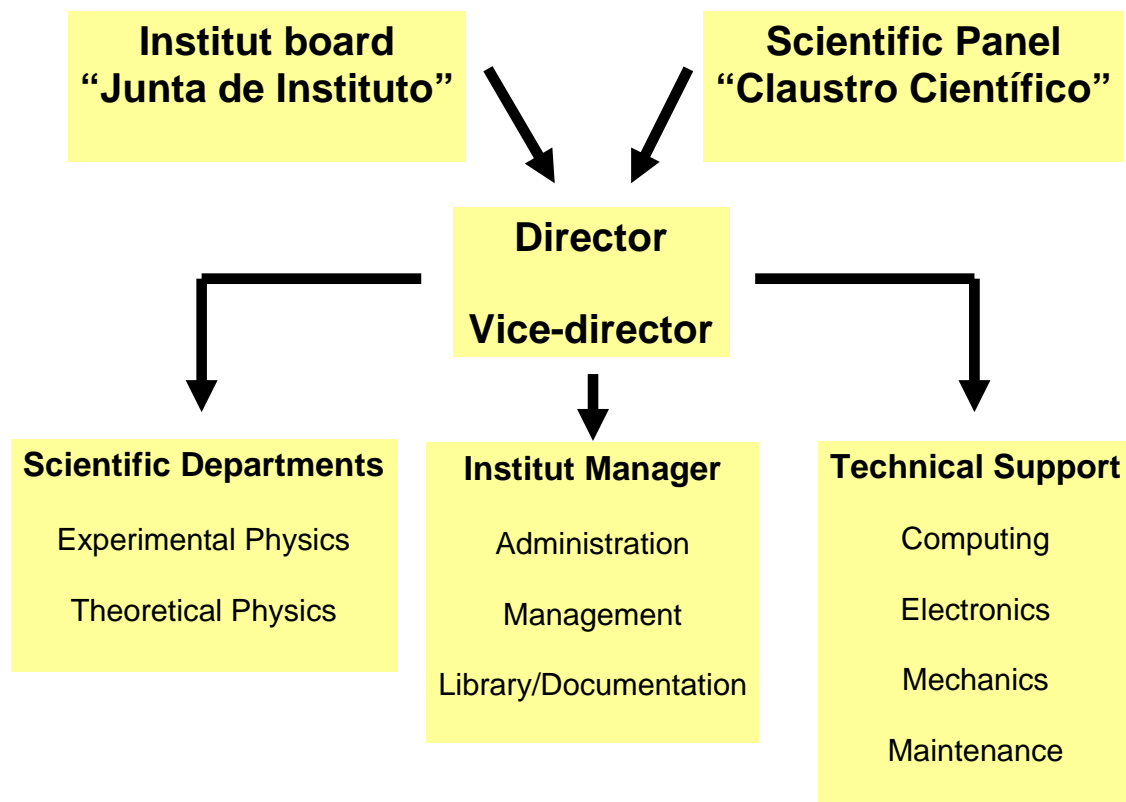 Institut board
“Junta de Instituto”
Scientific Panel
“Claustro Científico”
Director
Vice-director
Scientific Departments
Experimental Physics
Theoretical Physics
Institut Manager
Administration
Management
Library/Documentation
Technical Support
Computing
Electronics
Mechanics
Maintenance